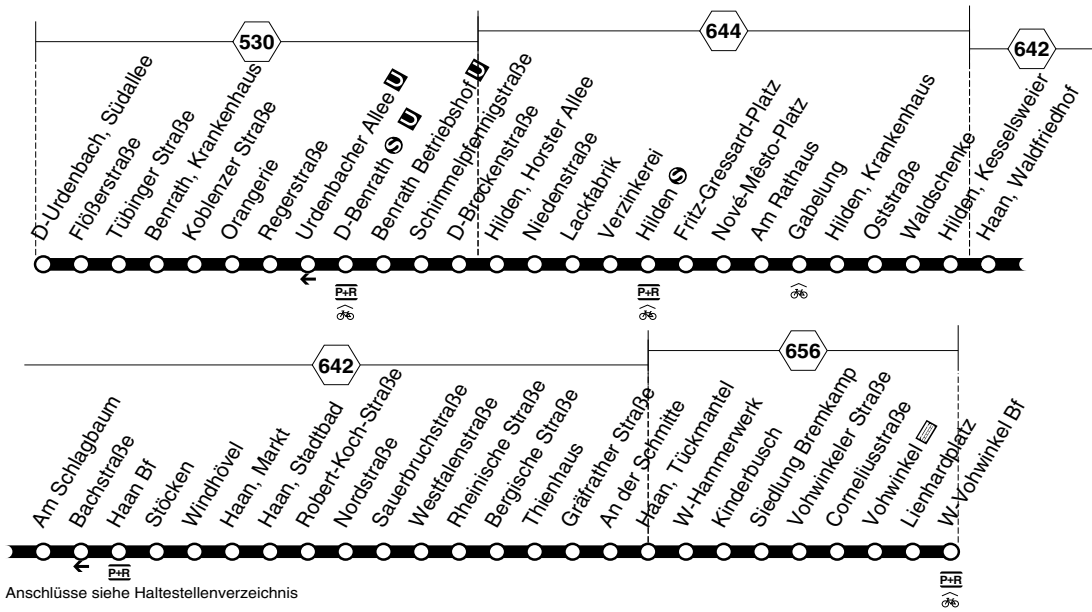 530
644
642
D-Urdenbach, Südallee
Flößerstraße
Tübinger Straße
Benrath, Krankenhaus
Koblenzer Straße
Orangerie
Regerstraße
Urdenbacher Allee U
D-Benrath S U
Benrath Betriebshof U
Schimmelpfennigstraße
D-Brockenstraße
Hilden, Horster Allee
Niedenstraße
Lackfabrik
Verzinkerei
Hilden S
Fritz-Gressard-Platz
Nové-Mêsto-Platz
Am Rathaus
Gabelung
Hilden, Krankenhaus
Oststraße
Waldschenke
Hilden, Kesselsweier
Haan, Waldfriedhof
P+R
P+R
642
656
Am Schlagbaum
Bachstraße
Haan Bf
Stöcken
Windhövel
Haan, Markt
Haan, Stadtbad
Robert-Koch-Straße
Nordstraße
Sauerbruchstraße
Westfalenstraße
Rheinische Straße
Bergische Straße
Thienhaus
Gräfrather Straße
An der Schmitte
Haan, Tückmantel
W-Hammerwerk
Kinderbusch
Siedlung Bremkamp
Vohwinkeler Straße
Corneliusstraße
Vohwinkel
Lienhardplatz
W-Vohwinkel Bf
P+R
P+R
Anschlüsse siehe Haltestellenverzeichnis